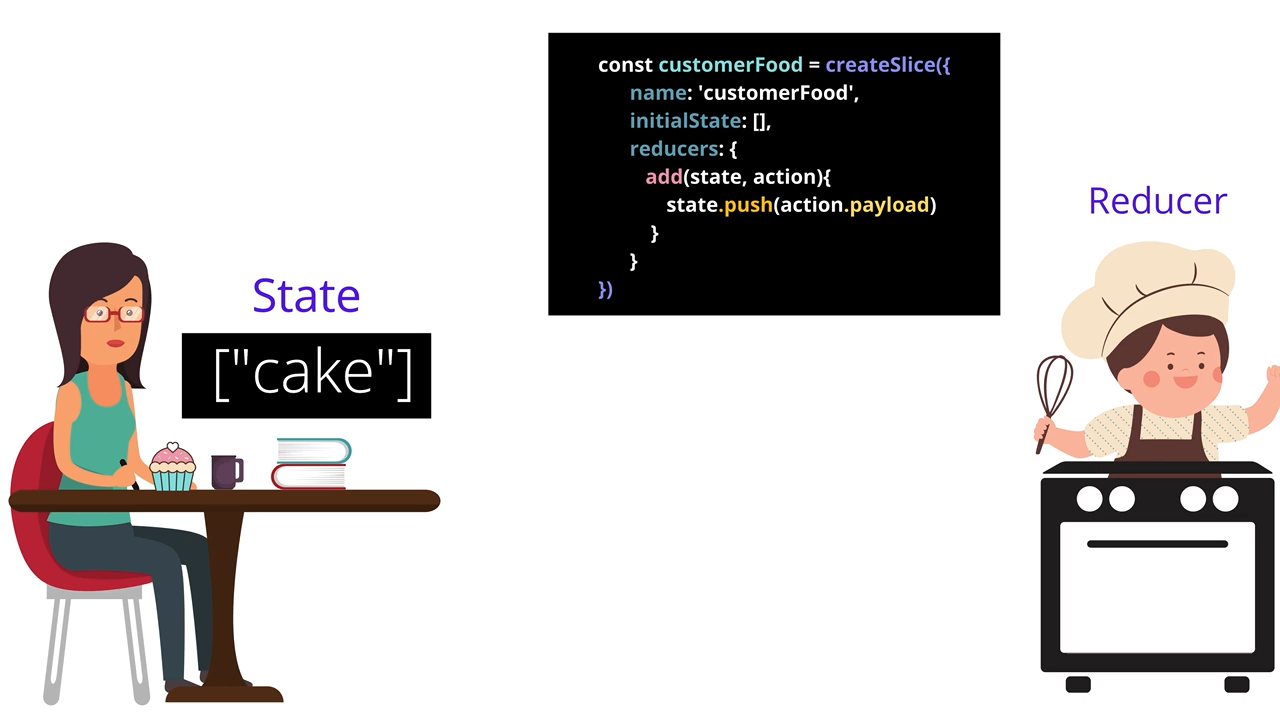 const customerFood = createSlice({
name: 'customerFood',
initialState: [],
reducers: {
add(state, action){
state.push(action.payload)
}
}
})
Reducer
State
["cake"]